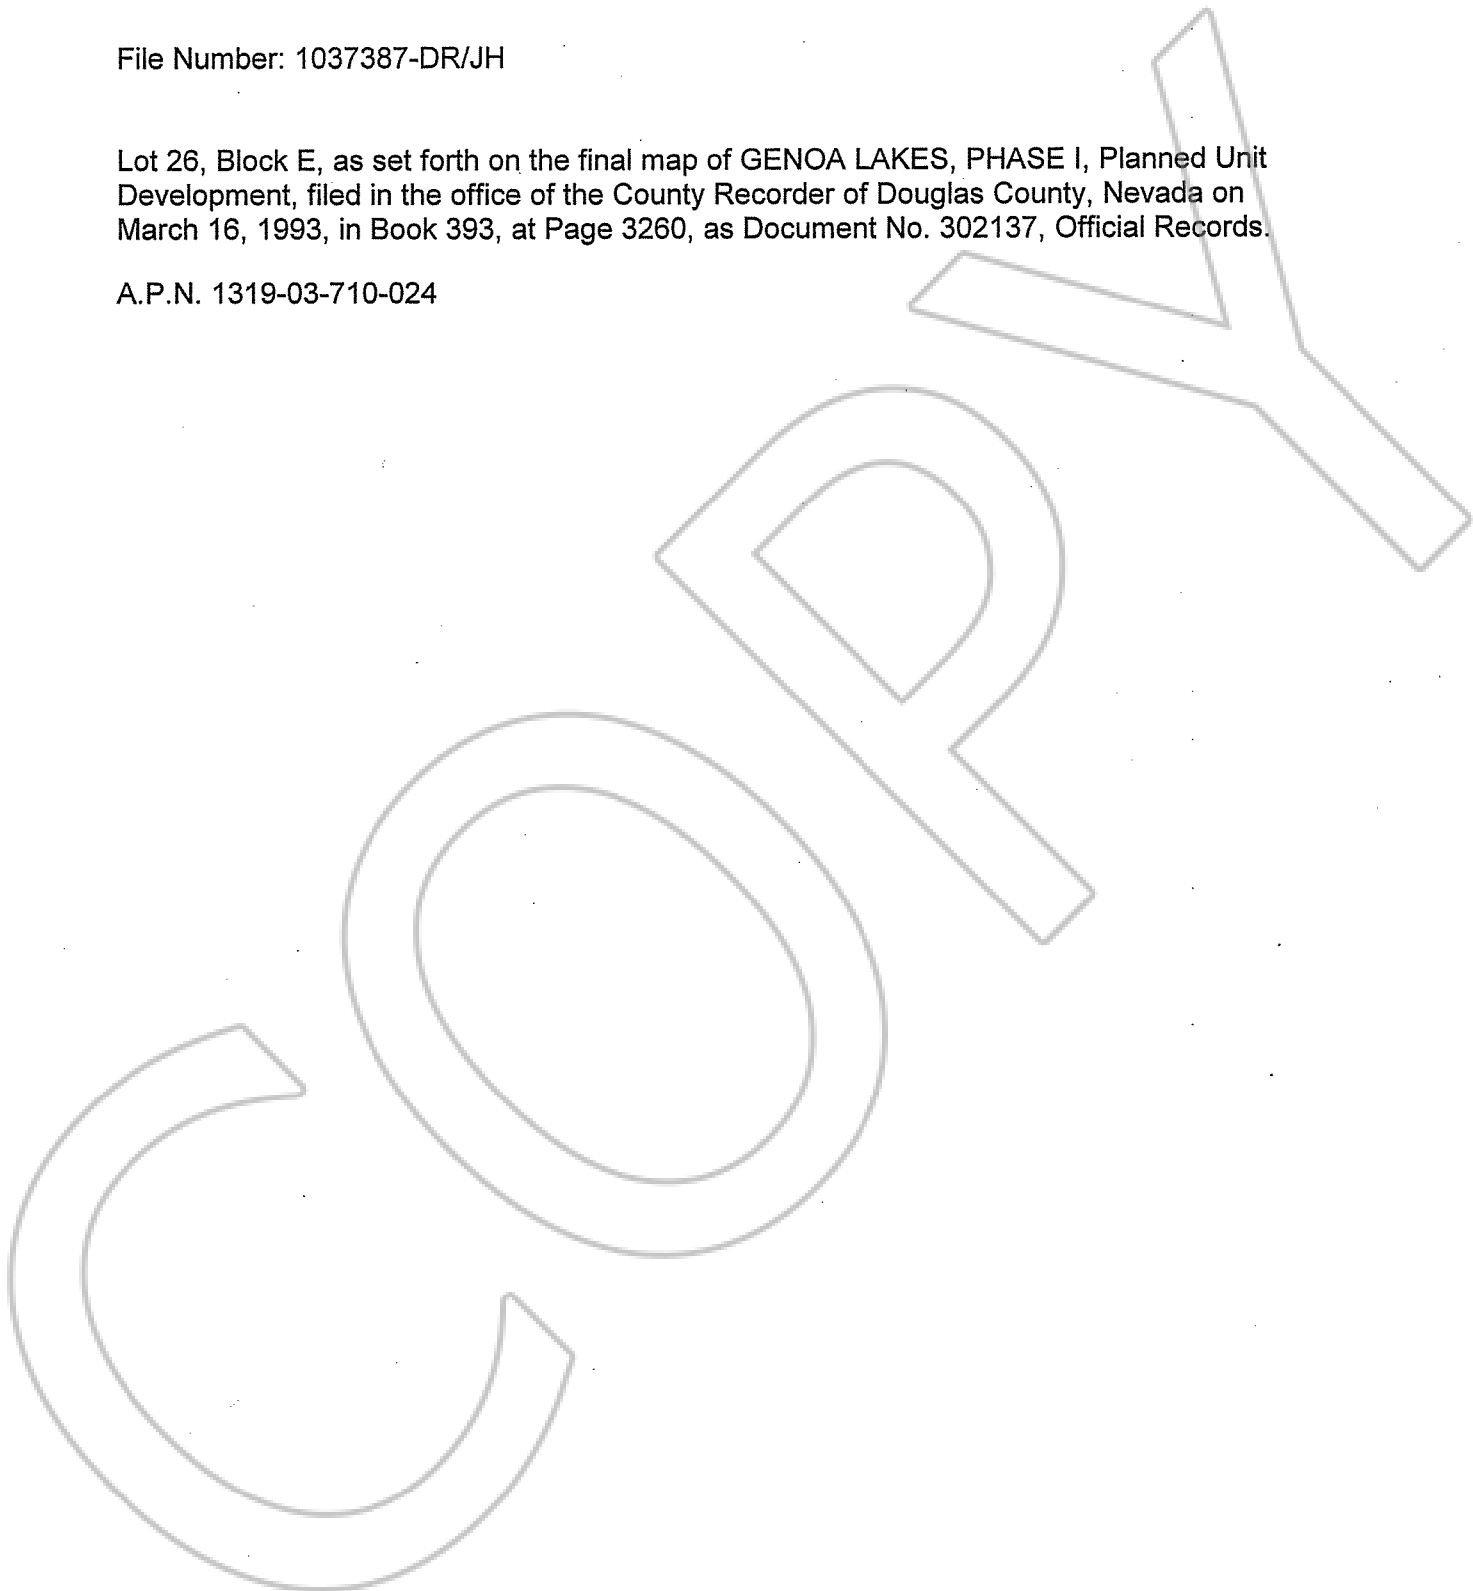 File Number: 1037387-DR/JH
Lot 26, Block E, as set forth on the final map of GENOA LAKES, PHASE I, Planned Unit
Development, filed in the office of the County Recorder of Douglas County, Nevada on
March 16, 1993, in Book 393, at Page 3260, as Document No. 302137, Official Records.
A.P.N. 1319-03-710-024
COPY